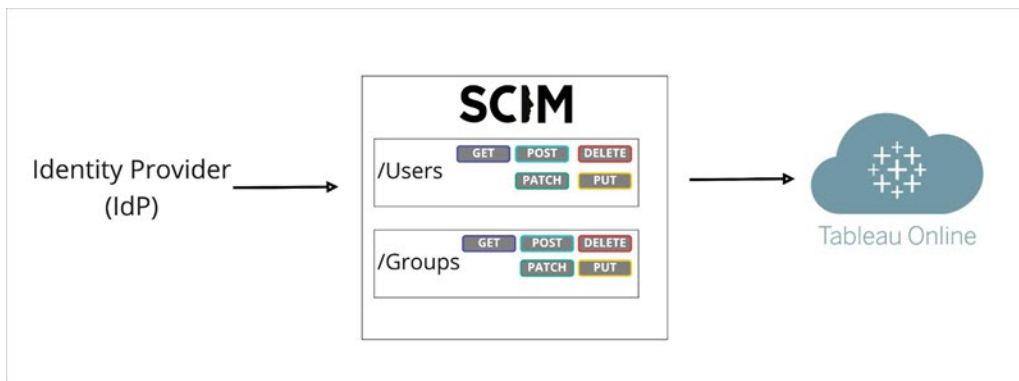 Identity Provider
(IdP)
SCIM
/Users
GET POST DELETE
PATCH PUT
/Groups
GET POST DELETE
PATCH PUT
Tableau Online